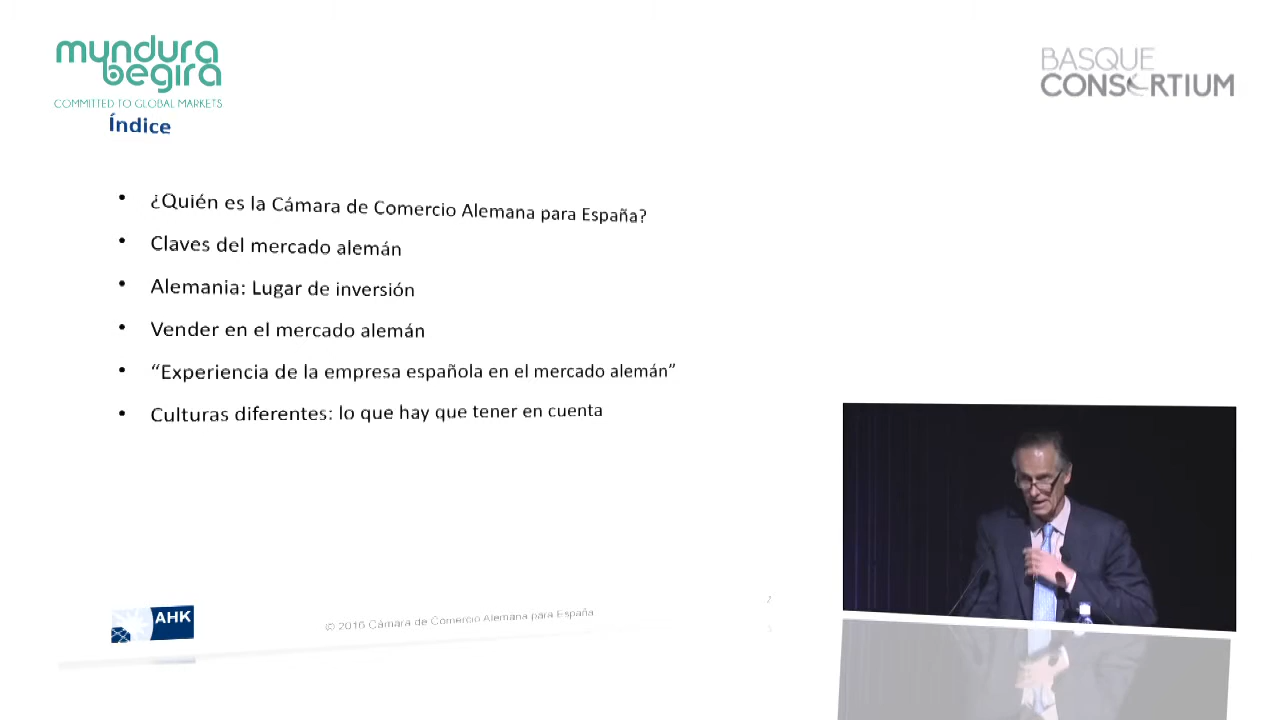 mundura
begira
COMMITTED TO GLOBAL MARKETS
BASQUE
CONSORTIUM
Índice
• ¿Quién es la Cámara de Comercio Alemana para España?
• Claves del mercado alemán
• Alemania: Lugar de inversión
• Vender en el mercado alemán
• “Experiencia de la empresa española en el mercado alemán”
• Culturas diferentes: lo que hay que tener en cuenta
AHK
© 2016 Cámara de Comercio Alemana para España